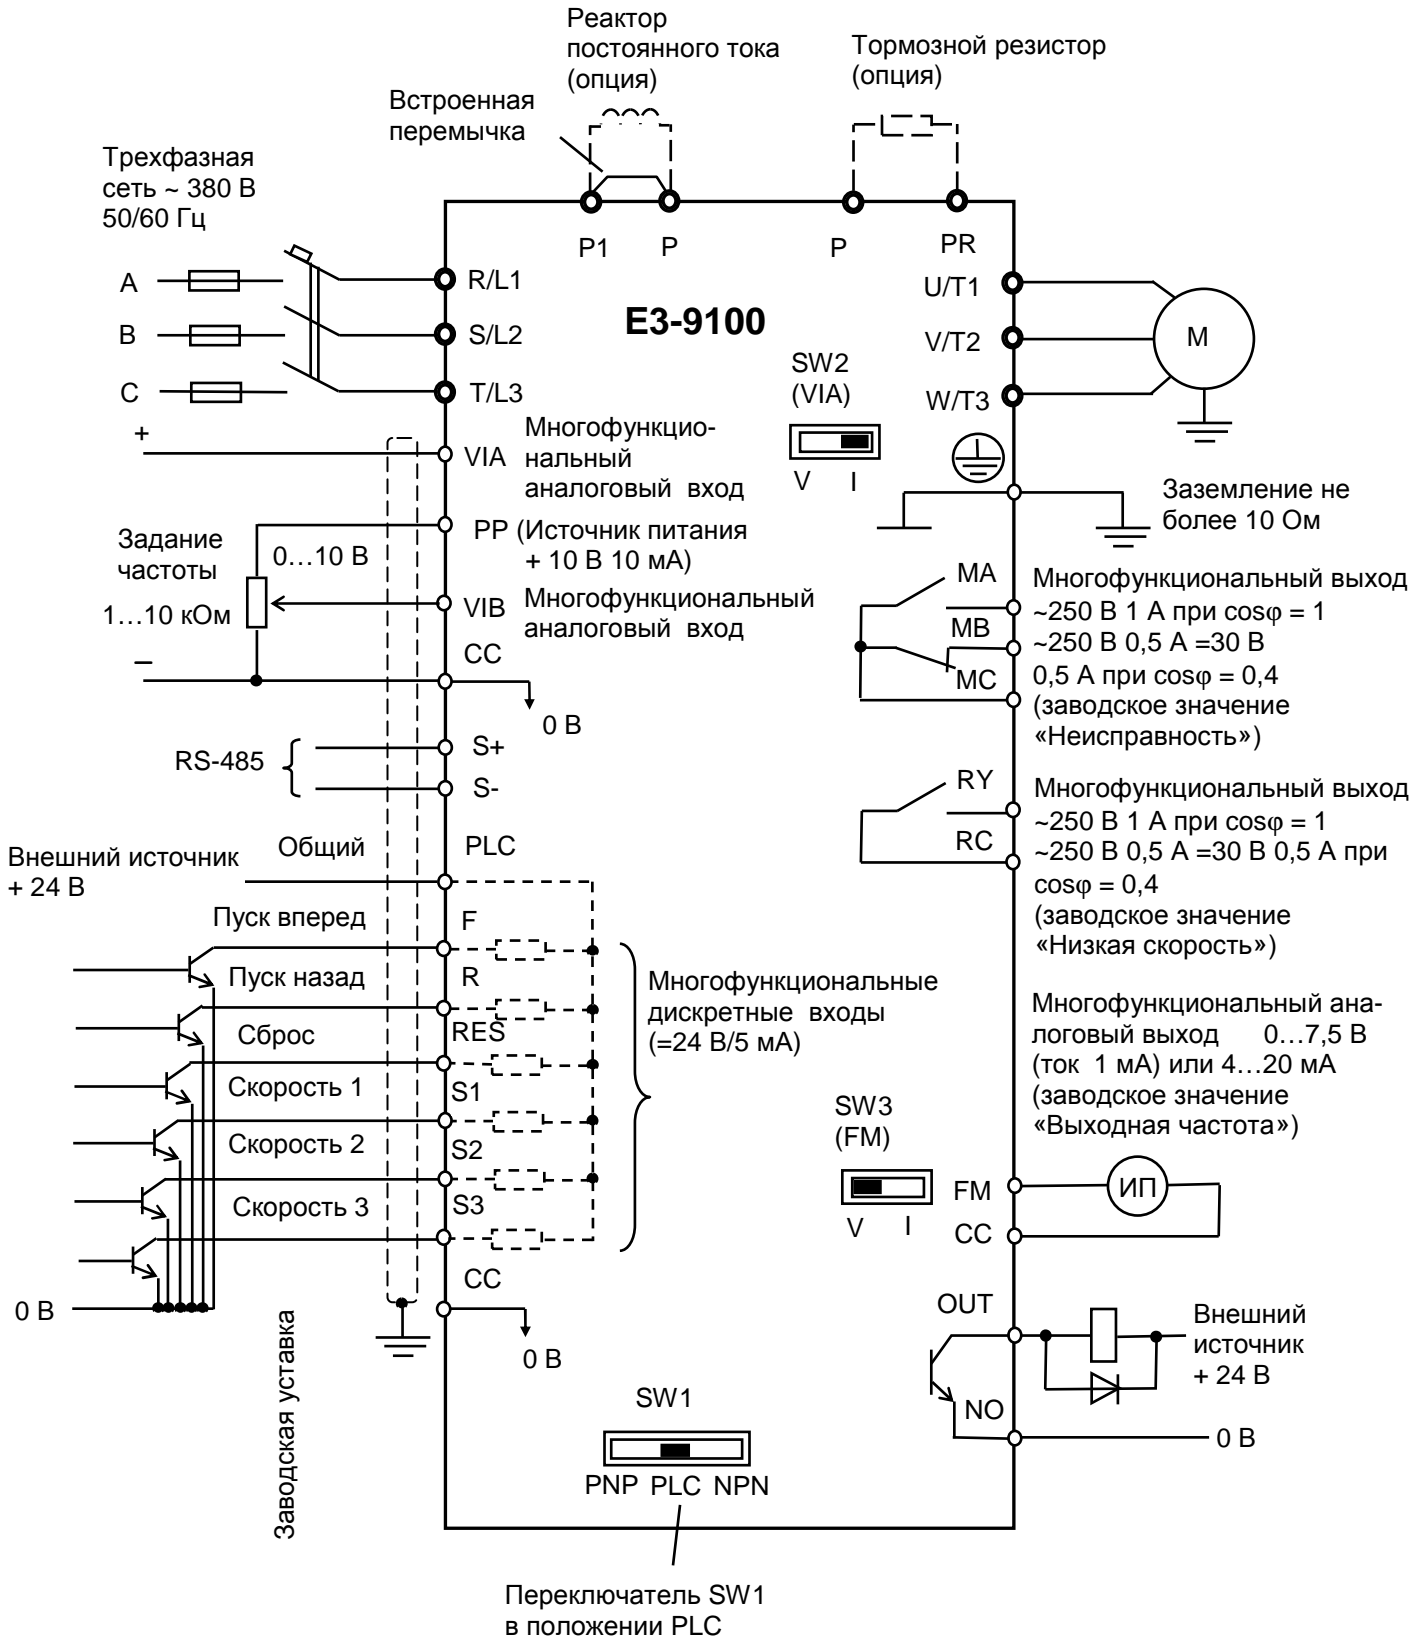 Реактор
постоянного тока
(опция)
Тормозной резистор
(опция)
Встроенная
перемычка
Трехфазная
сеть ~ 380 В
50/60 Гц
P1
P
P
PR
A
B
C
R/L1
S/L2
T/L3
E3-9100
U/T1
V/T2
W/T3
М
SW2
(VIA)
V
I
+
VIA
Многофункцио-
нальный
аналоговый вход
PP (Источник питания
+ 10 В 10 мА)
Задание
частоты
0…10 В
1…10 кОм
VIB
Многофункциональный
аналоговый вход
–
CC
0 В
Заземление не
более 10 Ом
MA
MB
MC
Многофункциональный выход
~250 В 1 А при cosφ = 1
~250 В 0,5 А =30 В
0,5 А при cosφ = 0,4
(заводское значение
«Неисправность»)
RS-485
S+
S-
RY
RC
Многофункциональный выход
~250 В 1 А при cosφ = 1
~250 В 0,5 А =30 В 0,5 А при
cosφ = 0,4
(заводское значение
«Низкая скорость»)
Внешний источник
+ 24 В
Общий
PLC
Пуск вперед
F
Пуск назад
R
Сброс
RES
Скорость 1
S1
Скорость 2
S2
Скорость 3
S3
CC
0 В
0 В
Многофункциональные
дискретные входы
(=24 В/5 мА)
Многофункциональный ана-
логовый выход 0…7,5 В
(ток 1 мА) или 4…20 мА
(заводское значение
«Выходная частота»)
SW3
(FM)
V
I
FM
CC
ИП
OUT
NO
Внешний
источник
+ 24 В
0 В
Заводская уставка
SW1
PNP PLC NPN
Переключатель SW1
в положении PLC